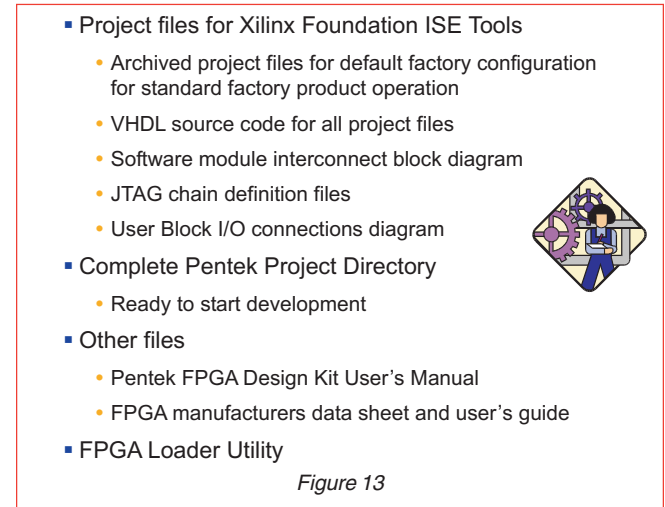 ▪ Project files for Xilinx Foundation ISE Tools
• Archived project files for default factory configuration
for standard factory product operation
• VHDL source code for all project files
• Software module interconnect block diagram
• JTAG chain definition files
• User Block I/O connections diagram
▪ Complete Pentek Project Directory
• Ready to start development
▪ Other files
• Pentek FPGA Design Kit User’s Manual
• FPGA manufacturers data sheet and user’s guide
▪ FPGA Loader Utility
Figure 13